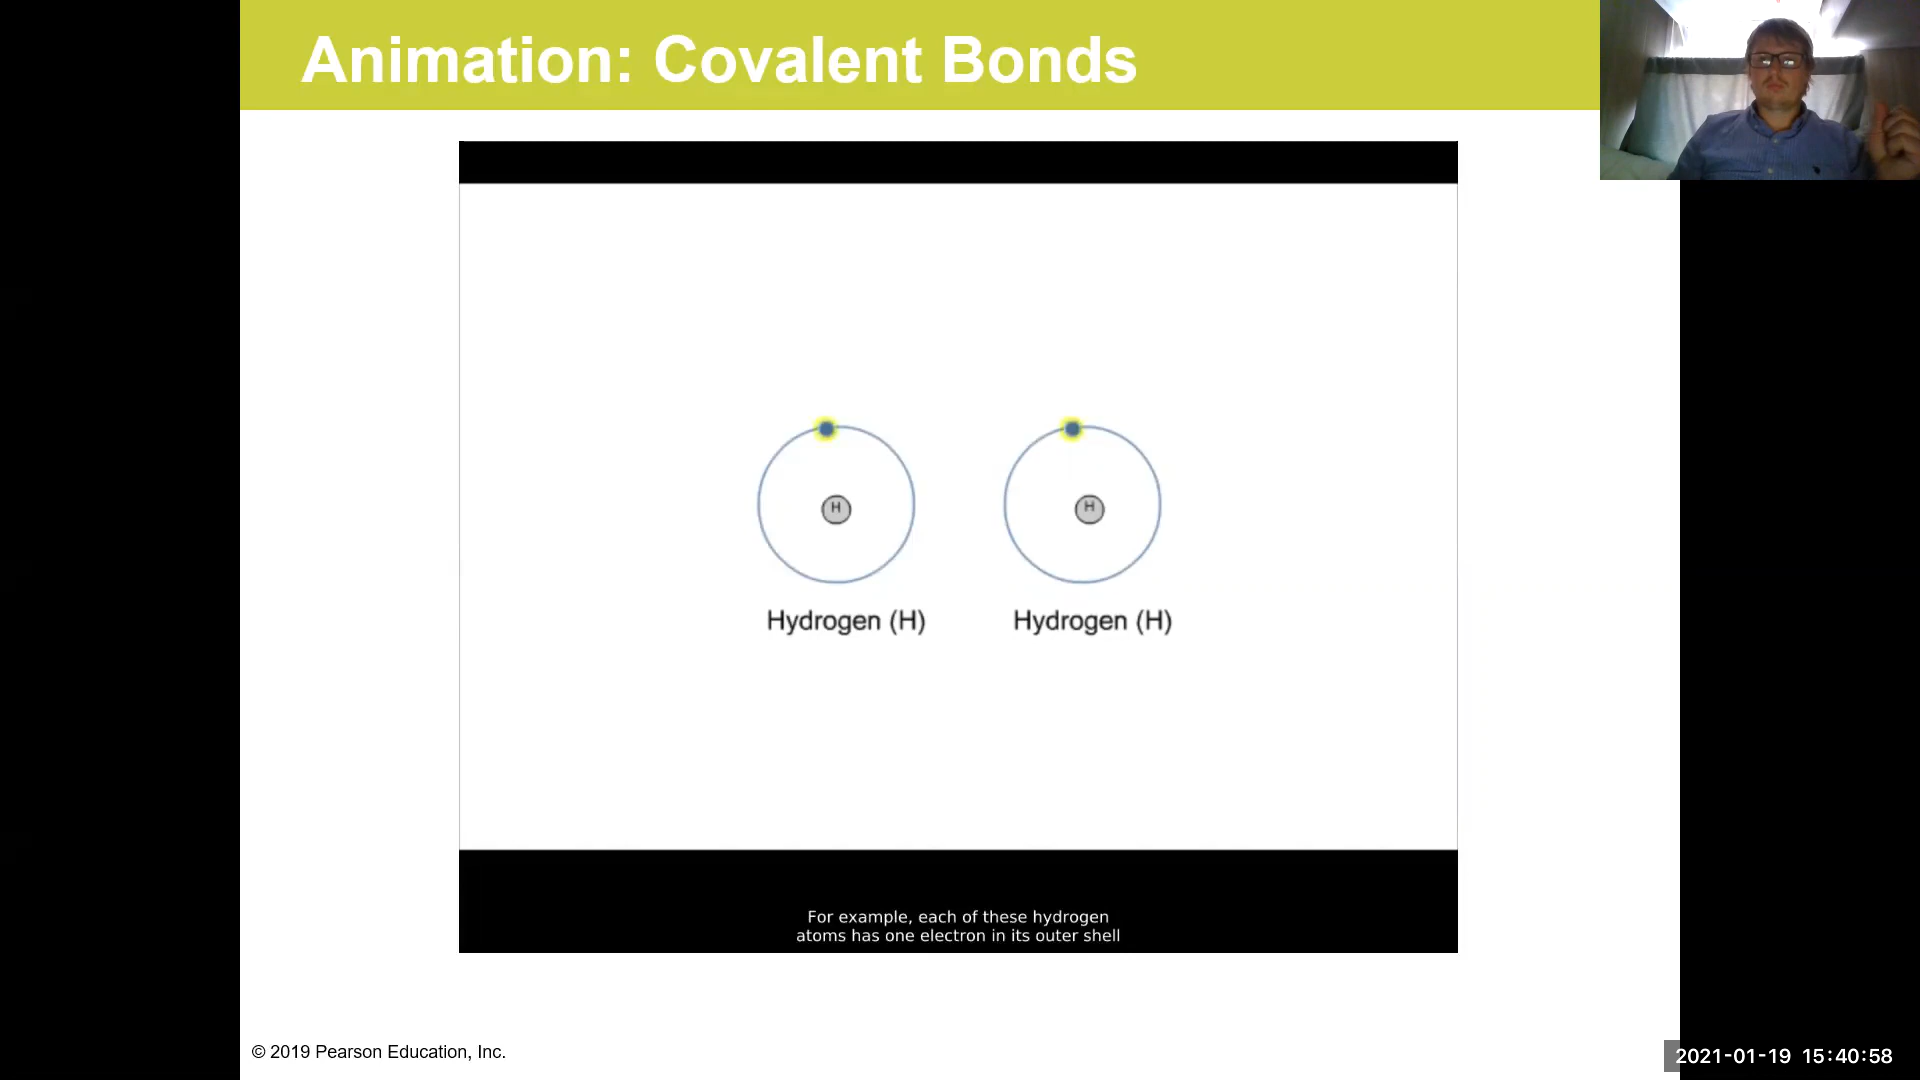 Animation: Covalent Bonds
H
H
Hydrogen (H)
Hydrogen (H)
For example, each of these hydrogen
atoms has one electron in its outer shell
© 2019 Pearson Education, Inc.
2021-01-19 15:40:58